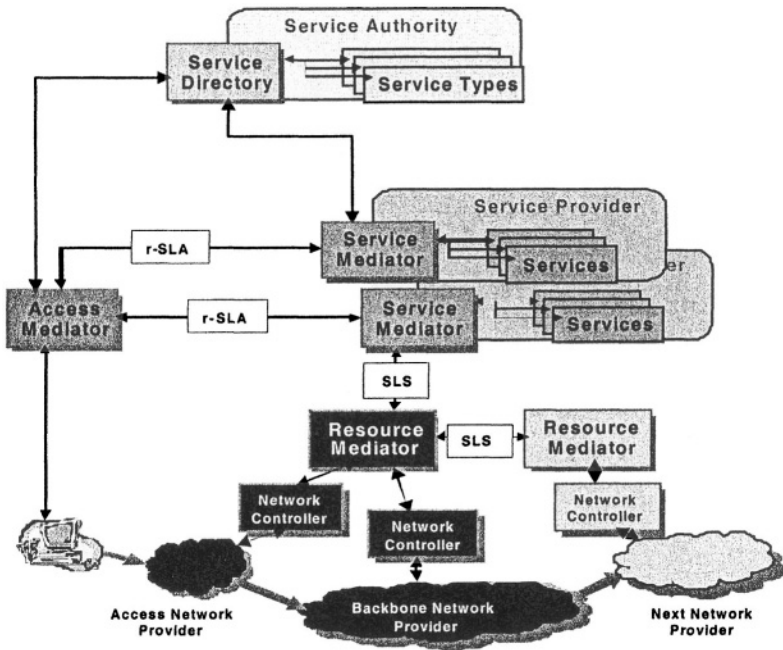 Service Authority
Service
Directory
Service Types
Service Provider
r-SLA
Service
Mediator
Services
Access
Mediator
r-SLA
Service
Mediator
Services
SLS
Resource
Mediator
SLS
Resource
Mediator
Network
Controller
Network
Controller
Network
Controller
Access Network
Provider
Backbone Network
Provider
Next Network
Provider